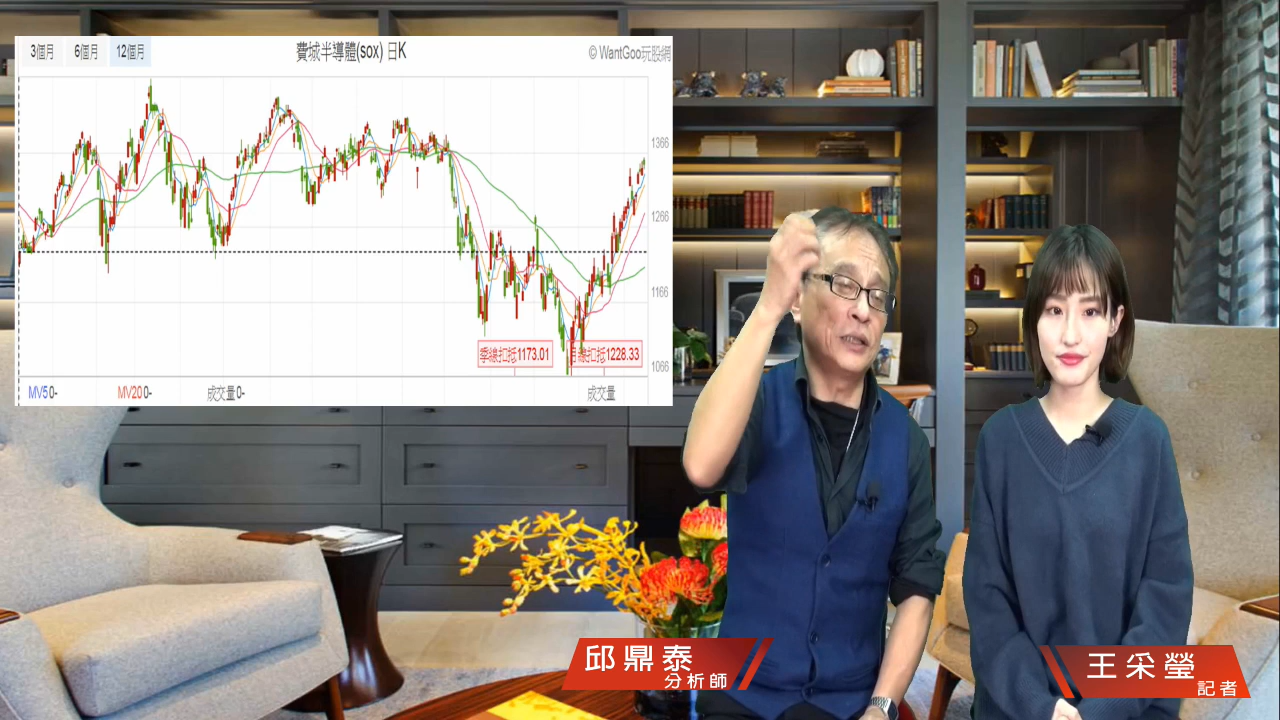 3個月 6個月 12個月 費城半導體(sox) 日K © WantGoo玩股網
1366
1266
1166
1066
季線扣抵1173.01 月線扣抵1228.33
MV5 0- MV20 0- 成交量 0- 成交量
邱鼎泰
分析師
王采瑩
記者